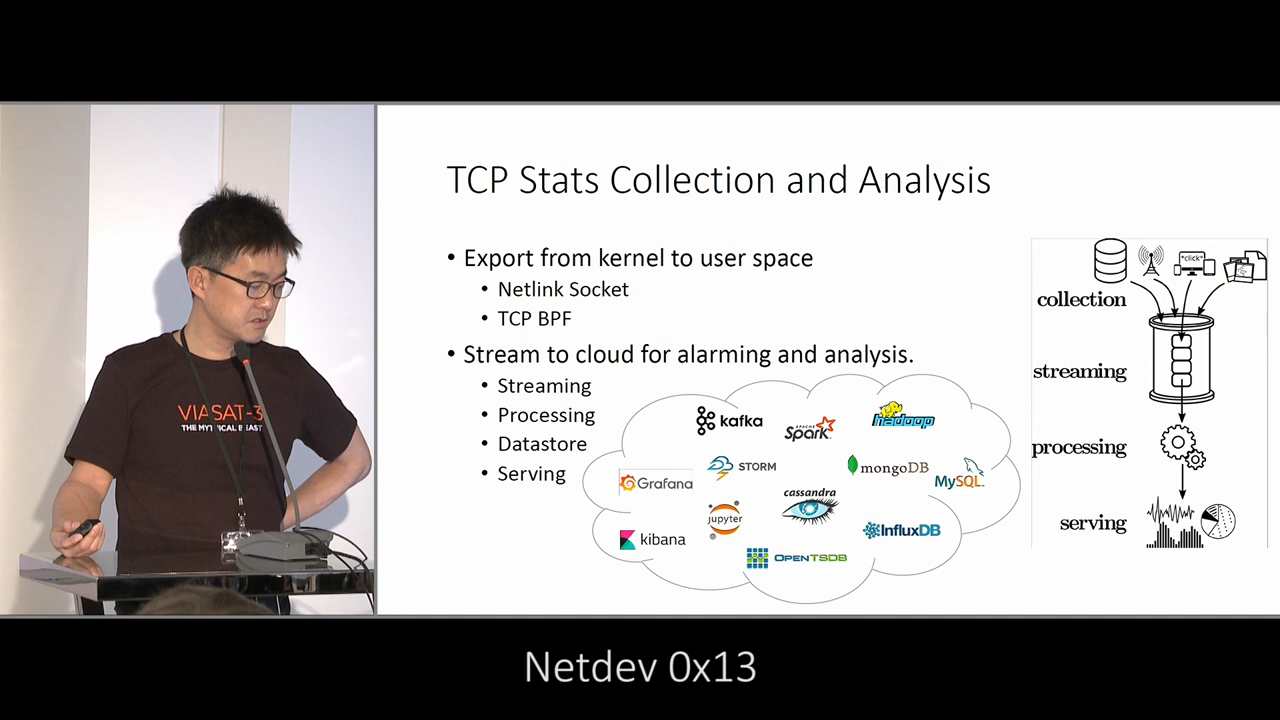 TCP Stats Collection and Analysis
• Export from kernel to user space
• Netlink Socket
• TCP BPF
• Stream to cloud for alarming and analysis.
• Streaming
• Processing
• Datastore
• Serving
kafka
APACHE
Spark
hadoop
STORM
mongoDB
MySQL
Grafana
cassandra
jupyter
InfluxDB
kibana
OPENTSDB
*click*
collection
streaming
processing
serving
VIASAT-3
THE MYTHICAL BEAST
Netdev 0x13